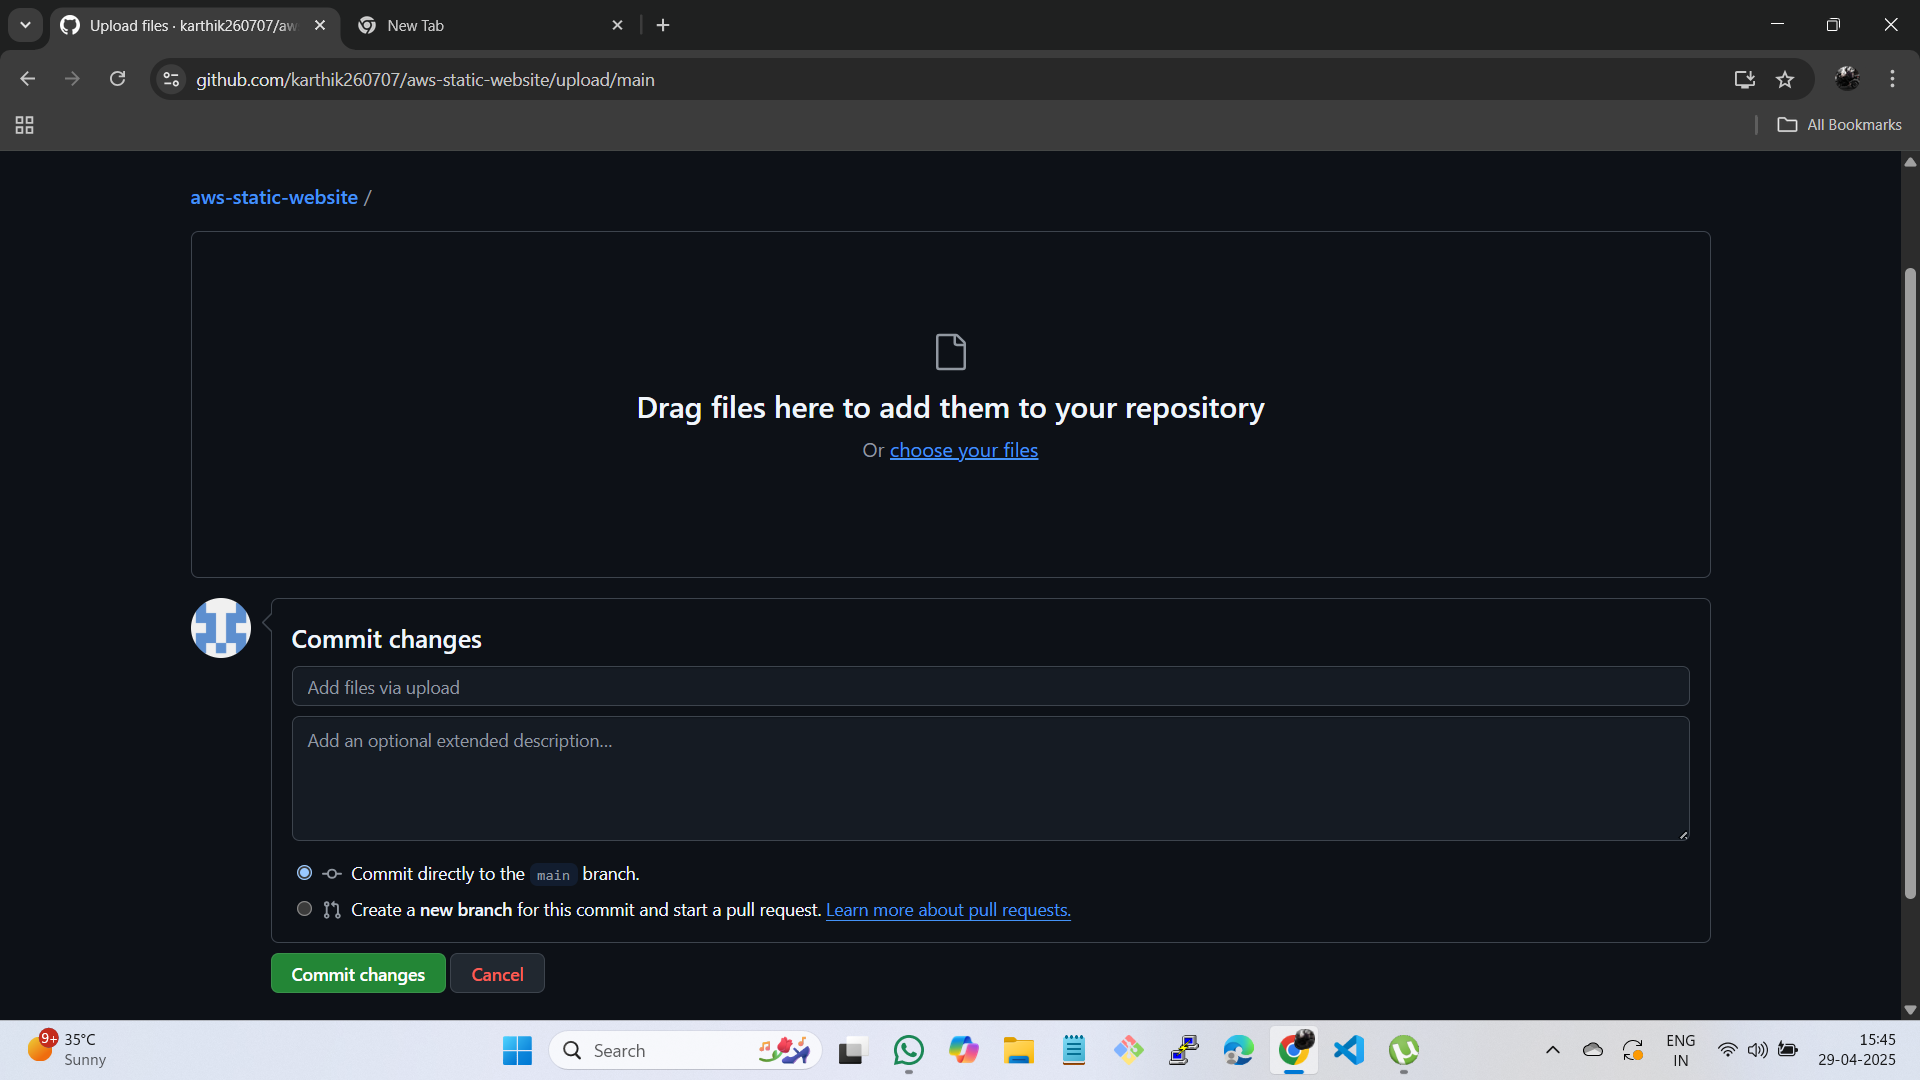 Upload files · karthik260707/aw
New Tab
github.com/karthik260707/aws-static-website/upload/main
All Bookmarks
aws-static-website /
Drag files here to add them to your repository
Or choose your files
Commit changes
Add files via upload
Add an optional extended description...
Commit directly to the main branch.
Create a new branch for this commit and start a pull request. Learn more about pull requests.
Commit changes
Cancel
9+
35°C
Sunny
Search
ENG
IN
15:45
29-04-2025